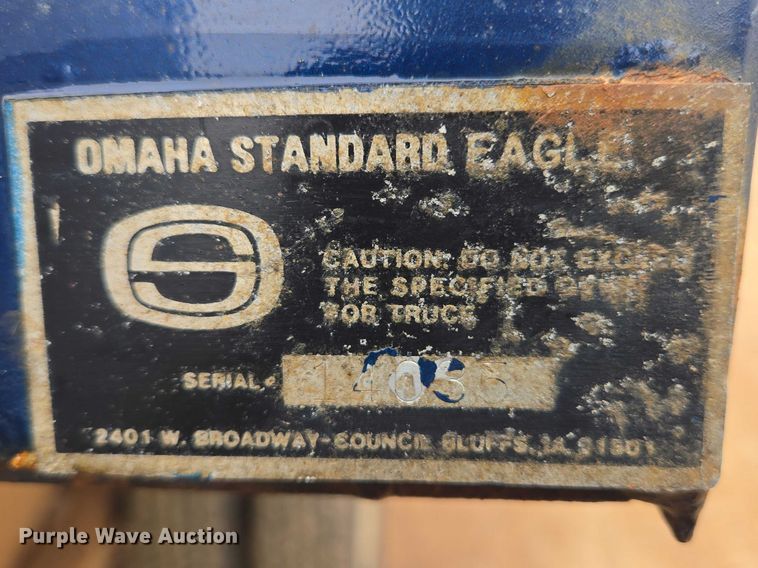 OMAHA STANDARD EAGLE
CAUTION: DO NOT EXCEED
THE SPECIFIED
FOR TRUCK
SERIAL
2401 W. BROADWAY-COUNCIL BLUFFS, IA. 51501
Purple Wave Auction